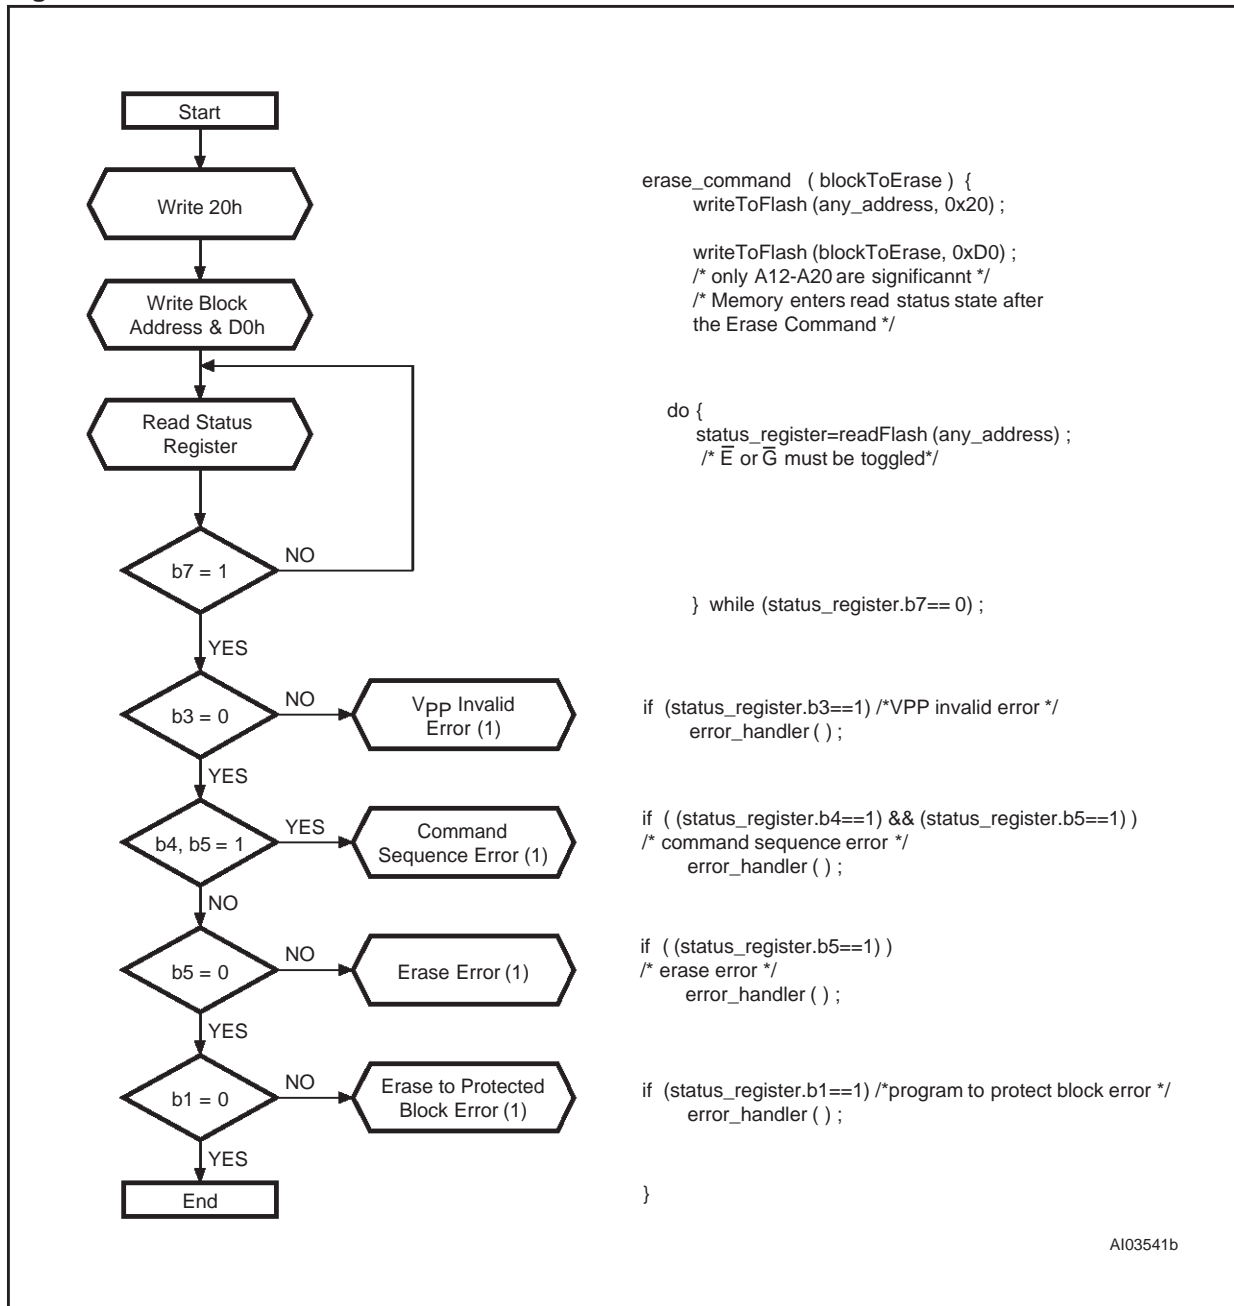 Start
Write 20h
Write Block
Address & D0h
Read Status
Register
b7 = 1
NO
YES
b3 = 0
NO
VPP Invalid
Error (1)
YES
b4, b5 = 1
YES
Command
Sequence Error (1)
NO
b5 = 0
NO
Erase Error (1)
YES
b1 = 0
NO
Erase to Protected
Block Error (1)
YES
End
erase_command ( blockToErase ) {
writeToFlash (any_address, 0x20) ;
writeToFlash (blockToErase, 0xD0) ;
/* only A12-A20 are significannt */
/* Memory enters read status state after
the Erase Command */
do {
status_register=readFlash (any_address) ;
/* E̅ or G̅ must be toggled*/
} while (status_register.b7== 0) ;
if (status_register.b3==1) /*VPP invalid error */
error_handler ( ) ;
if ( (status_register.b4==1) && (status_register.b5==1) )
/* command sequence error */
error_handler ( ) ;
if ( (status_register.b5==1) )
/* erase error */
error_handler ( ) ;
if (status_register.b1==1) /*program to protect block error */
error_handler ( ) ;
}
AI03541b